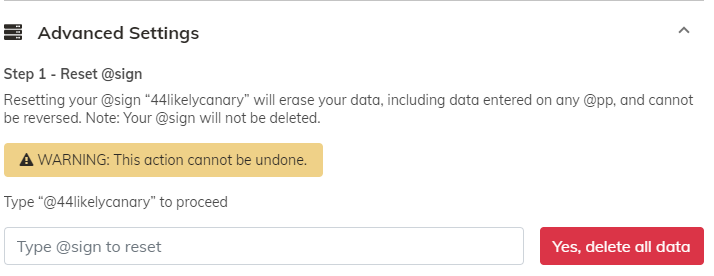 Advanced Settings
Step 1 - Reset @sign
Resetting your @sign “44likelycanary” will erase your data, including data entered on any @pp, and cannot
be reversed. Note: Your @sign will not be deleted.
WARNING: This action cannot be undone.
Type “@44likelycanary” to proceed
Type @sign to reset
Yes, delete all data